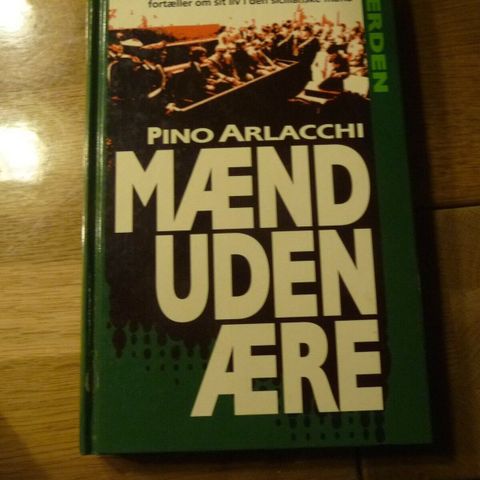 fortæller om sit liv i den sicilianske mafia
ERDEN
PINO ARLACCHI
MÆND
UDEN
ÆRE